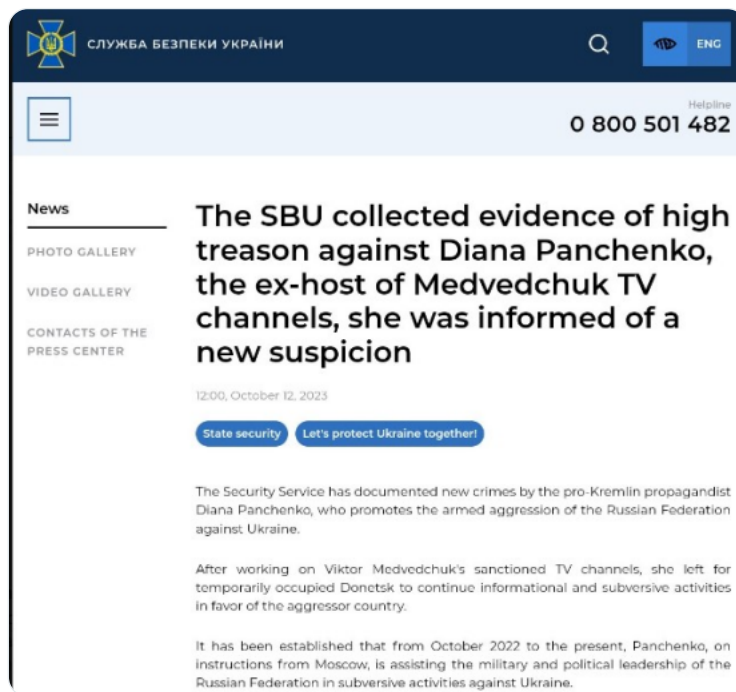 СЛУЖБА БЕЗПЕКИ УКРАЇНИ
ENG
Helpline
0 800 501 482
News
PHOTO GALLERY
VIDEO GALLERY
CONTACTS OF THE
PRESS CENTER
The SBU collected evidence of high
treason against Diana Panchenko,
the ex-host of Medvedchuk TV
channels, she was informed of a
new suspicion
12:00, October 12, 2023
State security
Let's protect Ukraine together!
The Security Service has documented new crimes by the pro-Kremlin propagandist
Diana Panchenko, who promotes the armed aggression of the Russian Federation
against Ukraine.
After working on Viktor Medvedchuk's sanctioned TV channels, she left for
temporarily occupied Donetsk to continue informational and subversive activities
in favor of the aggressor country.
It has been established that from October 2022 to the present, Panchenko, on
instructions from Moscow, is assisting the military and political leadership of the
Russian Federation in subversive activities against Ukraine.